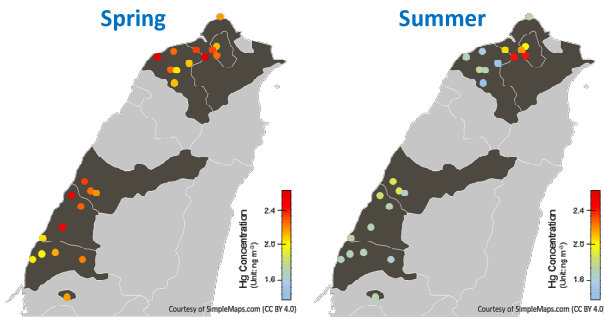 Spring
Summer
Hg Concentration
(Unit: ng m⁻³)
2.4
2.0
1.6
Courtesy of SimpleMaps.com (CC BY 4.0)
Hg Concentration
(Unit: ng m⁻³)
2.4
2.0
1.6
Courtesy of SimpleMaps.com (CC BY 4.0)